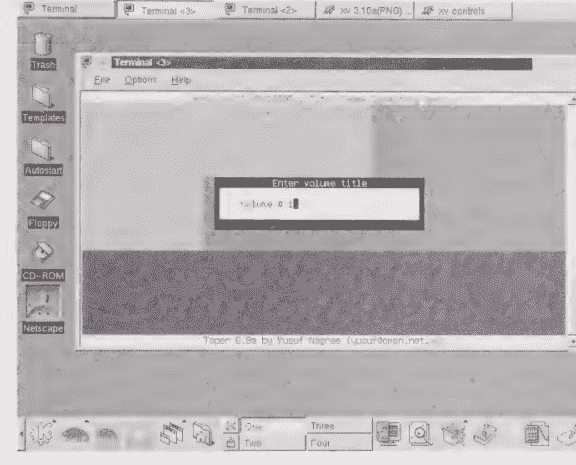 Terminal
Terminal <3>
Terminal <2>
xv 3.10a(PNG)
xv controls
Trash
Terminal <3>
File Options Help
Templates
Autostart
Enter volume title
volume # 1
Floppy
CD-ROM
Netscape
Taper 6.8a by Yusuf Nagree
One
Three
Two
Four